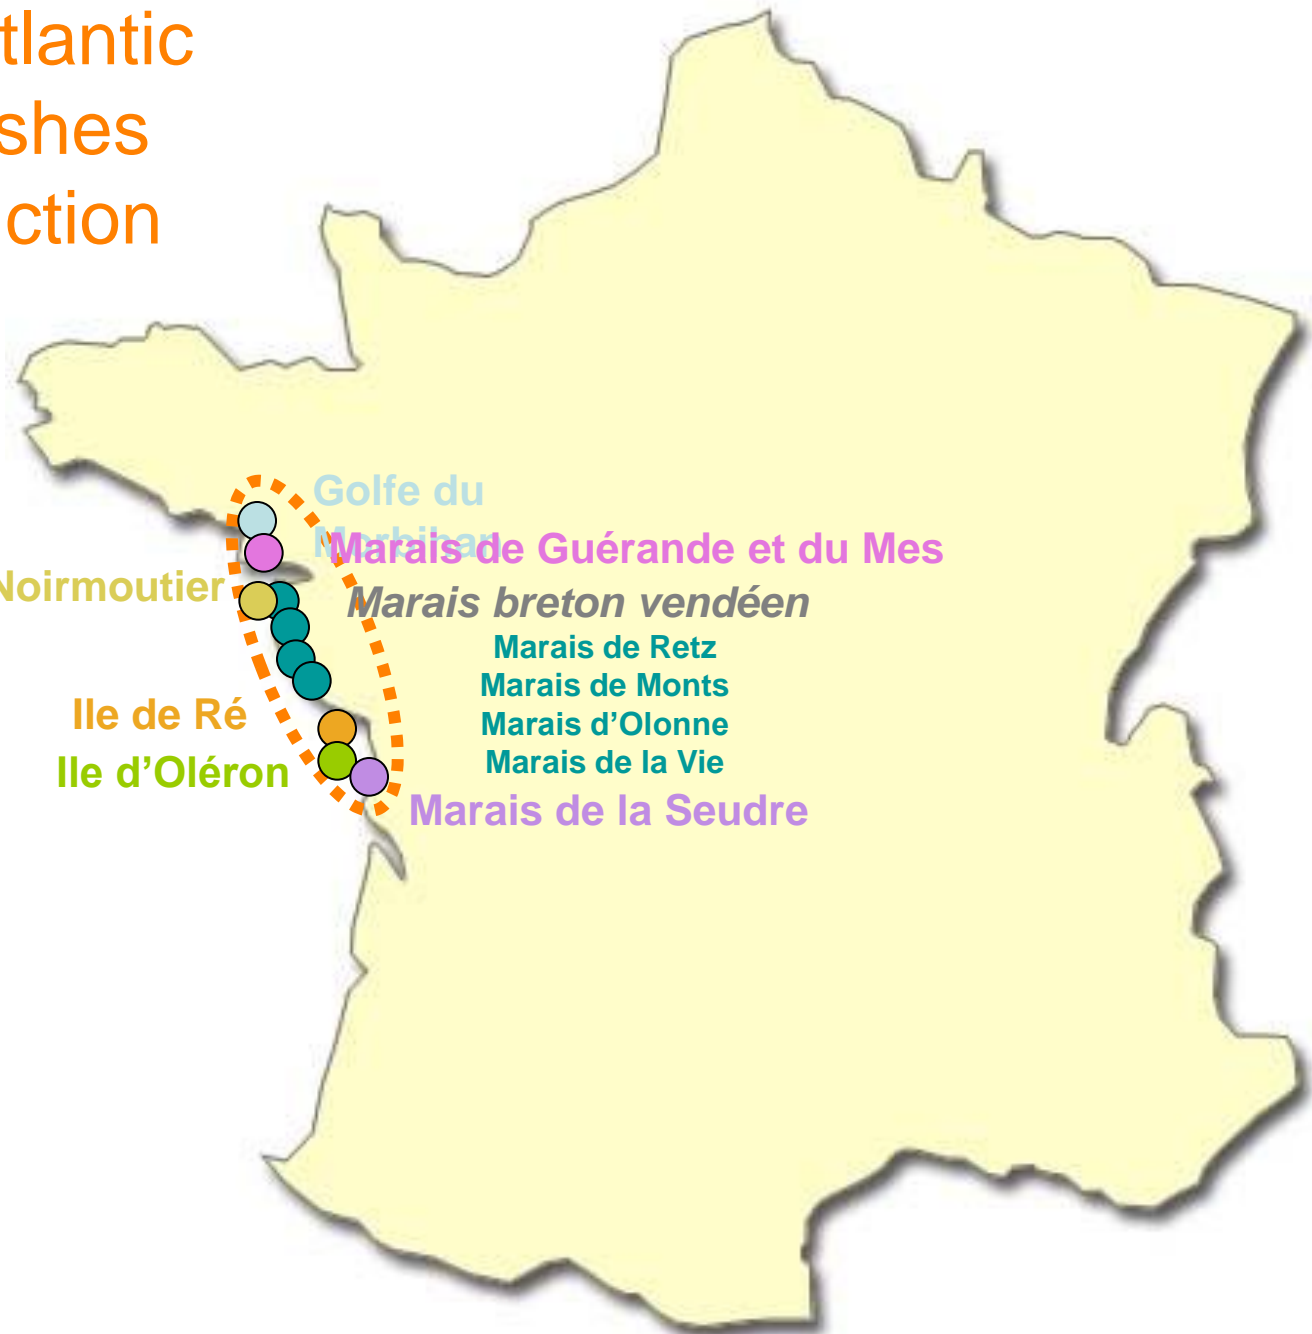 tlantic
shes
ction
Golfe du
Morbihan
Marais de Guérande et du Mes
Noirmoutier
Marais breton vendéen
Marais de Retz
Marais de Monts
Ile de Ré
Marais d’Olonne
Ile d’Oléron
Marais de la Vie
Marais de la Seudre